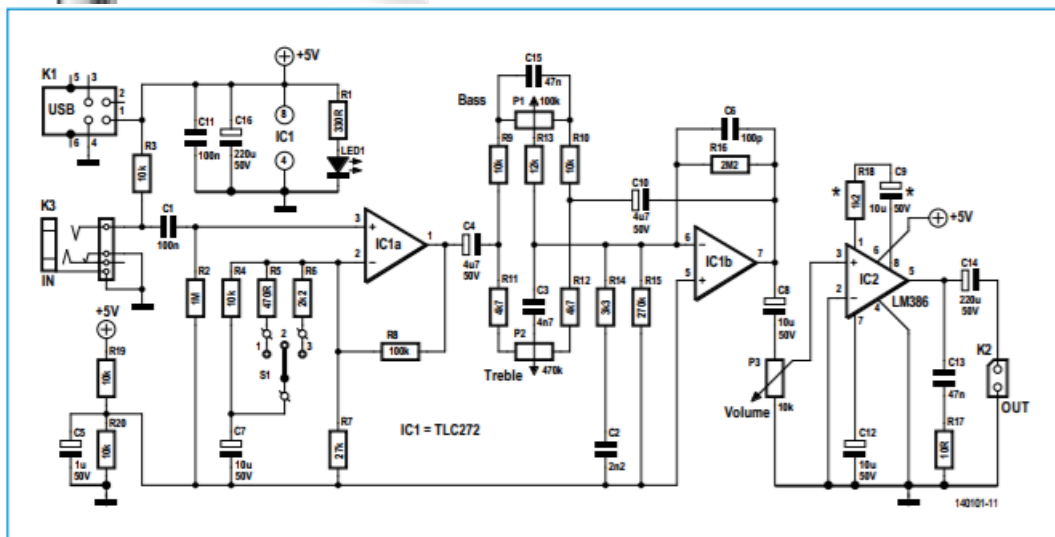 +5V
K1
5 3
USB
2
1
6 4
R3
10k
C11
100n
C16
220u
50V
8
IC1
4
R1
330R
LED1
K3
IN
C1
100n
R2
1M
R4
10k
R5
470R
R6
2k2
1
2
3
S1
3
+
IC1a
1
2
−
R8
100k
R7
27k
C7
10u
50V
+5V
R19
10k
R20
10k
C5
1u
50V
IC1 = TLC272
C4
4u7
50V
Bass
C15
47n
P1
100k
R9
10k
R13
12k
R10
10k
R11
4k7
C3
4n7
R12
4k7
P2
470k
Treble
C10
4u7
50V
R14
3k3
R15
270k
C2
2n2
C6
100p
R16
2M2
6
−
IC1b
7
5
+
C8
10u
50V
P3
10k
Volume
R18
*
1k2
C9
*
10u
50V
+5V
1
6
8
3
+
IC2
5
2
−
LM386
7
4
C12
10u
50V
C14
220u
50V
C13
47n
R17
10R
K2
OUT
140101-11